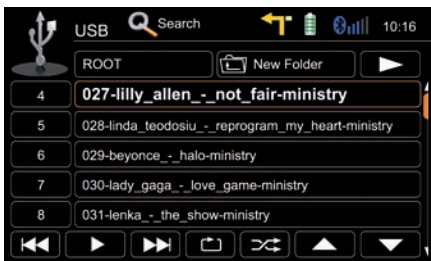 USB Search 10:16
ROOT New Folder
4 027-lilly_allen_-_not_fair-ministry
5 028-linda_teodosiu_-_reprogram_my_heart-ministry
6 029-beyonce_-_halo-ministry
7 030-lady_gaga_-_love_game-ministry
8 031-lenka_-_the_show-ministry